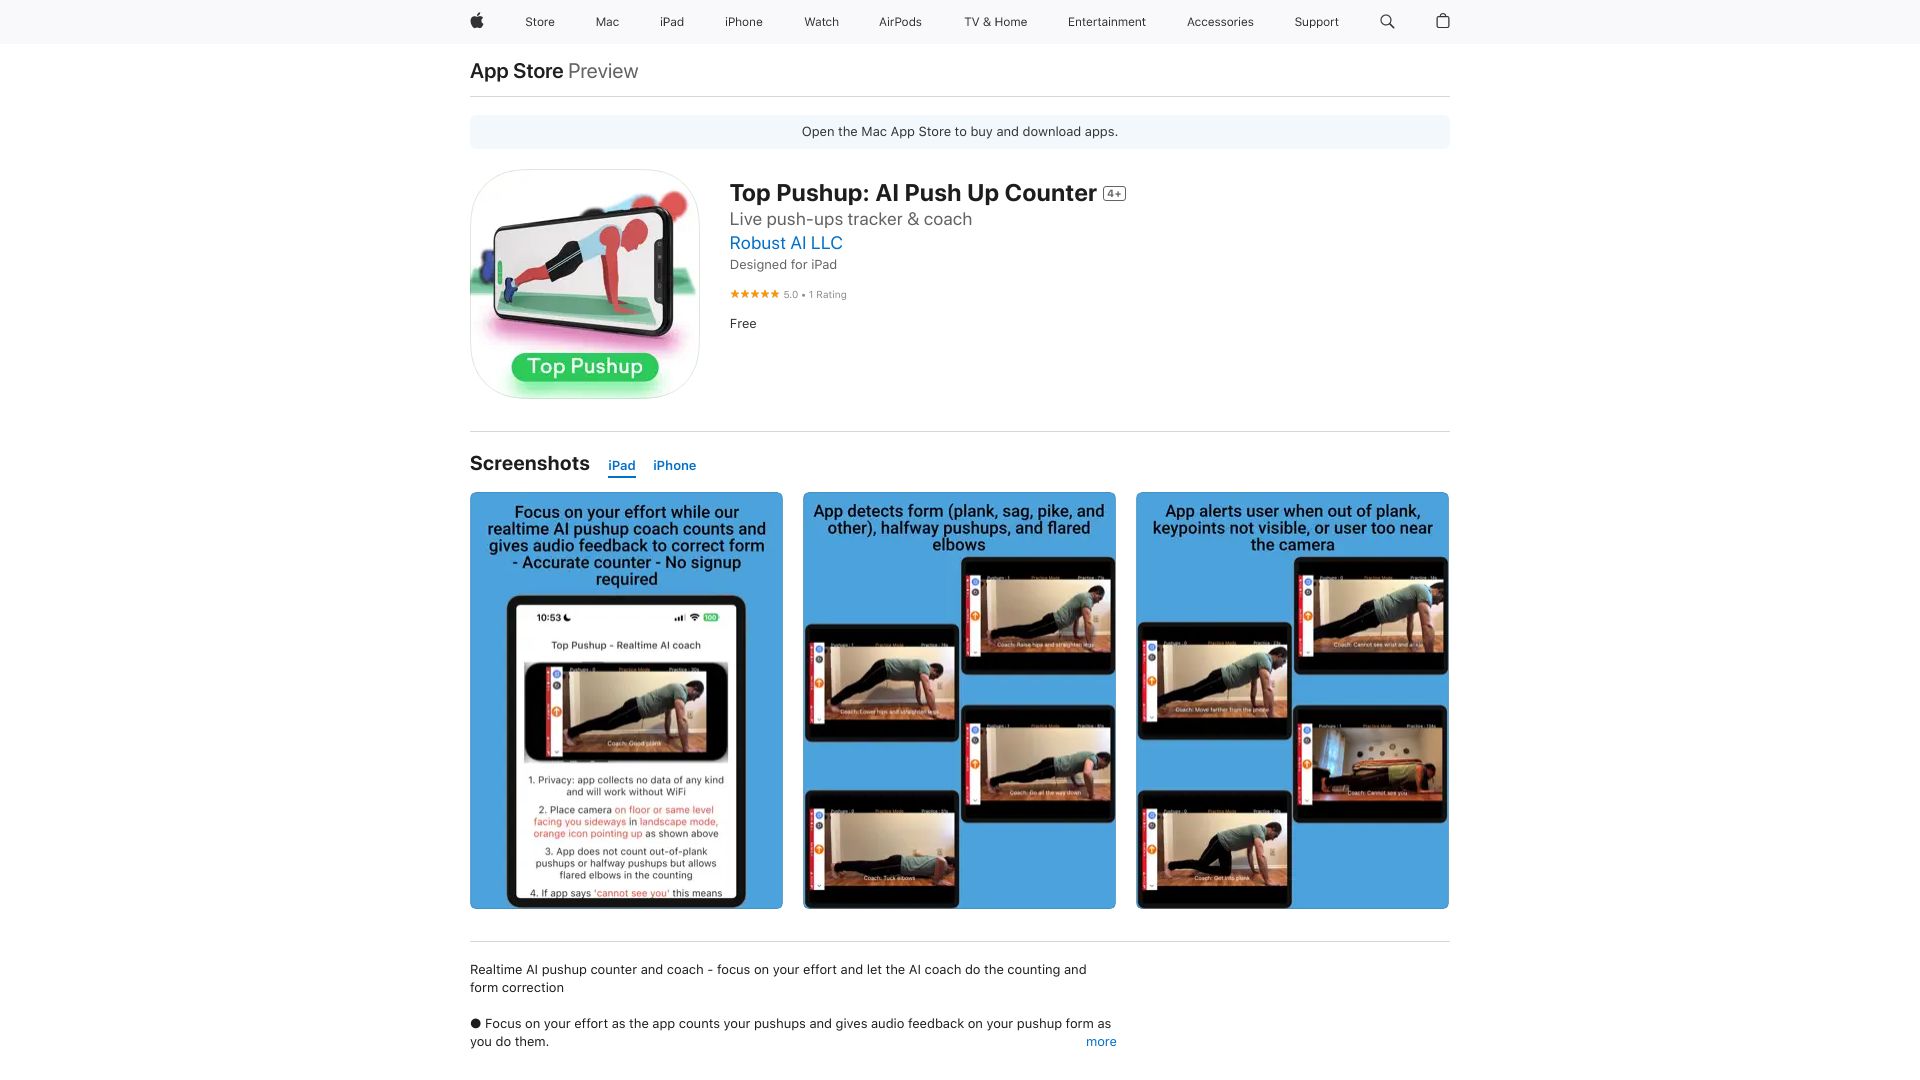 Store Mac iPad iPhone Watch AirPods TV & Home Entertainment Accessories Support
App Store Preview
Open the Mac App Store to buy and download apps.
Top Pushup
Top Pushup: AI Push Up Counter 4+
Live push-ups tracker & coach
Robust AI LLC
Designed for iPad
5.0 • 1 Rating
Free
Screenshots iPad iPhone
Focus on your effort while our
realtime AI pushup coach counts and
gives audio feedback to correct form
- Accurate counter - No signup
required
10:53
100
Top Pushup - Realtime AI coach
Pushups : 0 Practice Mode Practice : 30s
Coach: Good plank
1. Privacy: app collects no data of any kind
and will work without WiFi
2. Place camera on floor or same level
facing you sideways in landscape mode,
orange icon pointing up as shown above
3. App does not count out-of-plank
pushups or halfway pushups but allows
flared elbows in the counting
4. If app says 'cannot see you' this means
App detects form (plank, sag, pike, and
other), halfway pushups, and flared
elbows
Coach: Raise hips and straighten legs
Coach: Lower hips and straighten legs
Coach: Go all the way down
Coach: Tuck elbows
App alerts user when out of plank,
keypoints not visible, or user too near
the camera
Coach: Cannot see wrist and ankle
Coach: Move farther from the phone
Coach: Cannot see you
Coach: Get into plank
Realtime AI pushup counter and coach - focus on your effort and let the AI coach do the counting and
form correction
● Focus on your effort as the app counts your pushups and gives audio feedback on your pushup form as
you do them. more